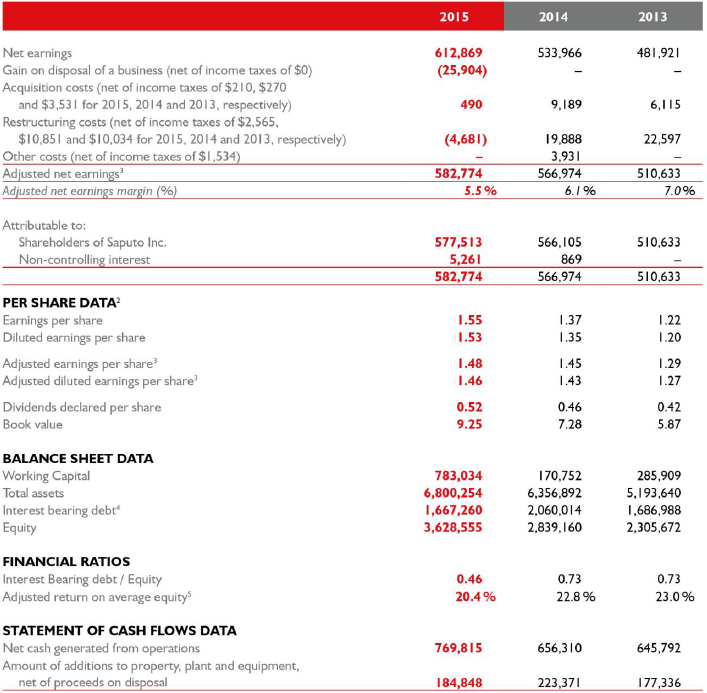 2015 2014 2013
Net earnings 612,869 533,966 481,921
Gain on disposal of a business (net of income taxes of $0) (25,904) – –
Acquisition costs (net of income taxes of $210, $270
and $3,531 for 2015, 2014 and 2013, respectively) 490 9,189 6,115
Restructuring costs (net of income taxes of $2,565,
$10,851 and $10,034 for 2015, 2014 and 2013, respectively) (4,681) 19,888 22,597
Other costs (net of income taxes of $1,534) – 3,931 –
Adjusted net earnings³ 582,774 566,974 510,633
Adjusted net earnings margin (%) 5.5% 6.1% 7.0%
Attributable to:
Shareholders of Saputo Inc. 577,513 566,105 510,633
Non-controlling interest 5,261 869 –
582,774 566,974 510,633
PER SHARE DATA²
Earnings per share 1.55 1.37 1.22
Diluted earnings per share 1.53 1.35 1.20
Adjusted earnings per share³ 1.48 1.45 1.29
Adjusted diluted earnings per share³ 1.46 1.43 1.27
Dividends declared per share 0.52 0.46 0.42
Book value 9.25 7.28 5.87
BALANCE SHEET DATA
Working Capital 783,034 170,752 285,909
Total assets 6,800,254 6,356,892 5,193,640
Interest bearing debt⁴ 1,667,260 2,060,014 1,686,988
Equity 3,628,555 2,839,160 2,305,672
FINANCIAL RATIOS
Interest Bearing debt / Equity 0.46 0.73 0.73
Adjusted return on average equity⁵ 20.4% 22.8% 23.0%
STATEMENT OF CASH FLOWS DATA
Net cash generated from operations 769,815 656,310 645,792
Amount of additions to property, plant and equipment,
net of proceeds on disposal 184,848 223,371 177,336